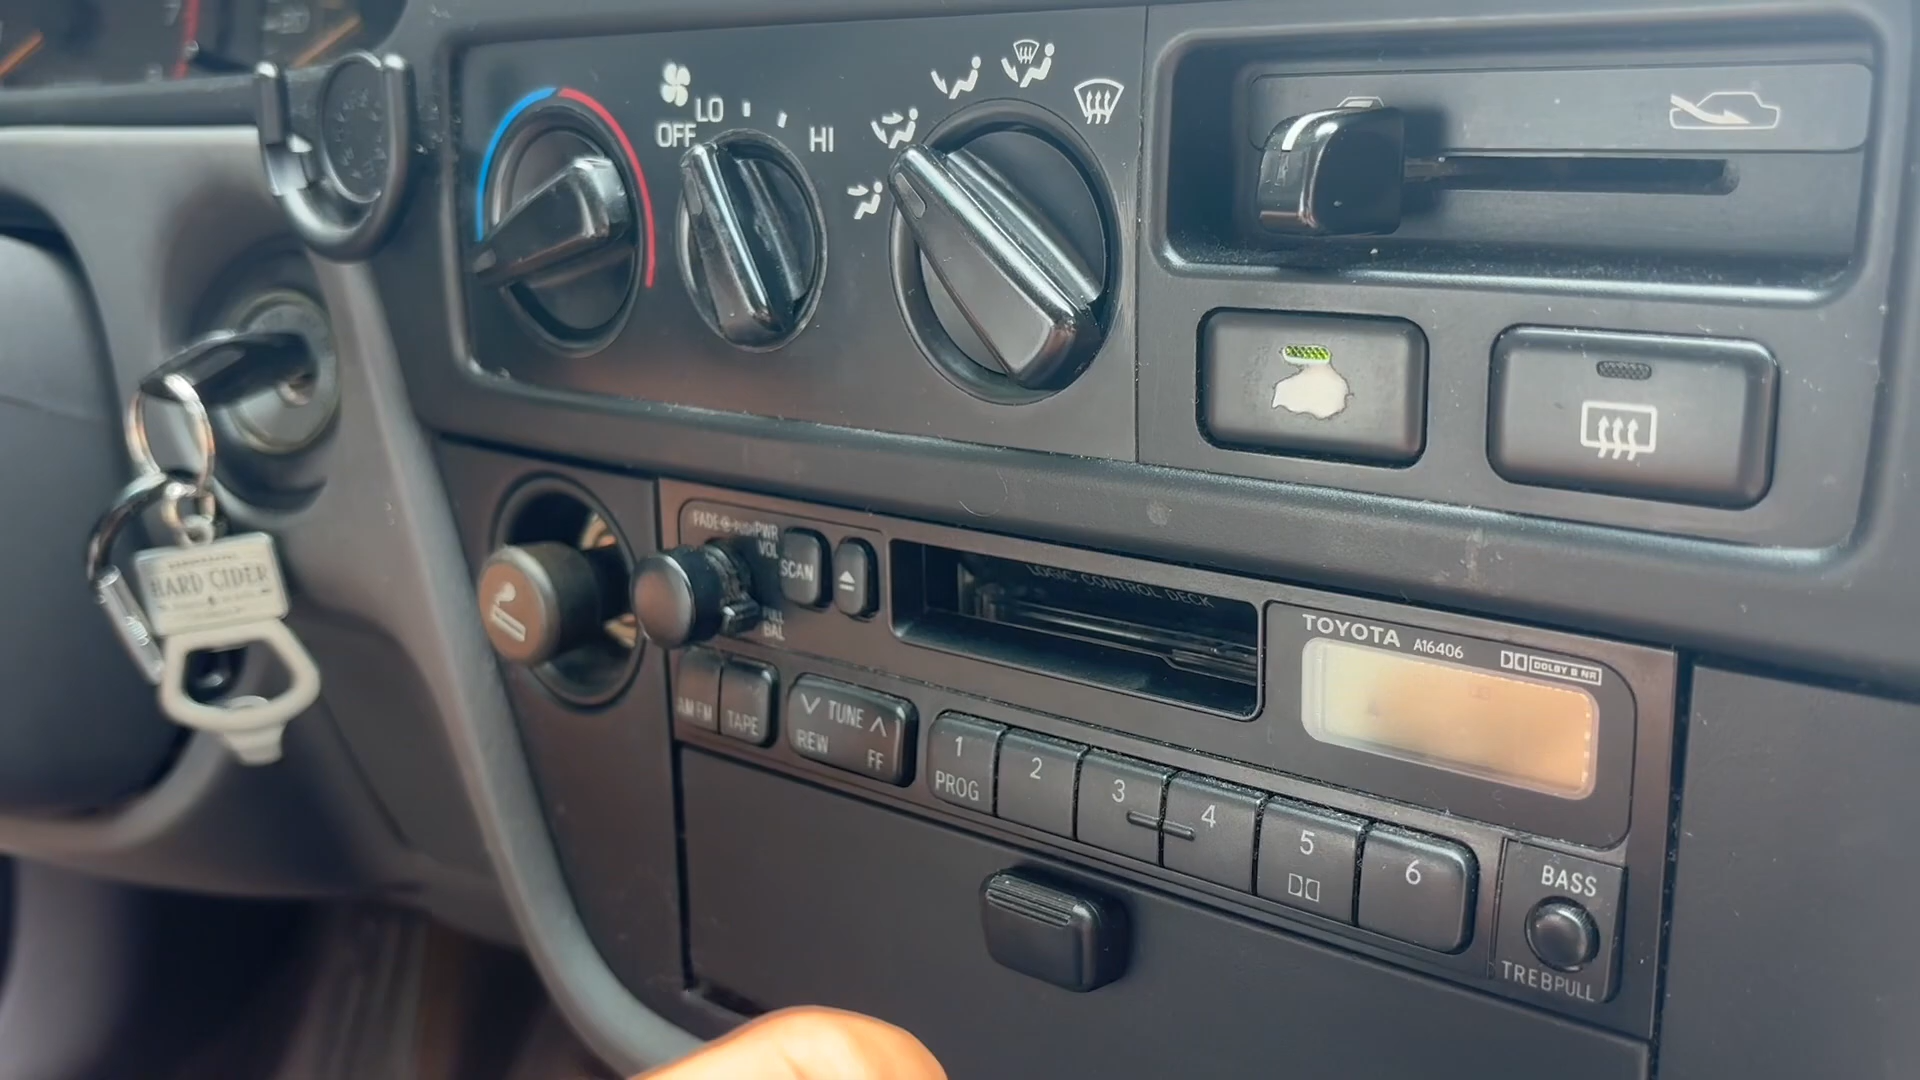 LO
OFF
HI
HARD CIDER
FADE PUSH PWR
VOL
SCAN
PULL
BAL
LOGIC CONTROL DECK
TOYOTA A16406 DOLBY B NR
AM FM
TAPE
TUNE
REW
FF
1
PROG
2
3
4
5
6
BASS
TREB PULL